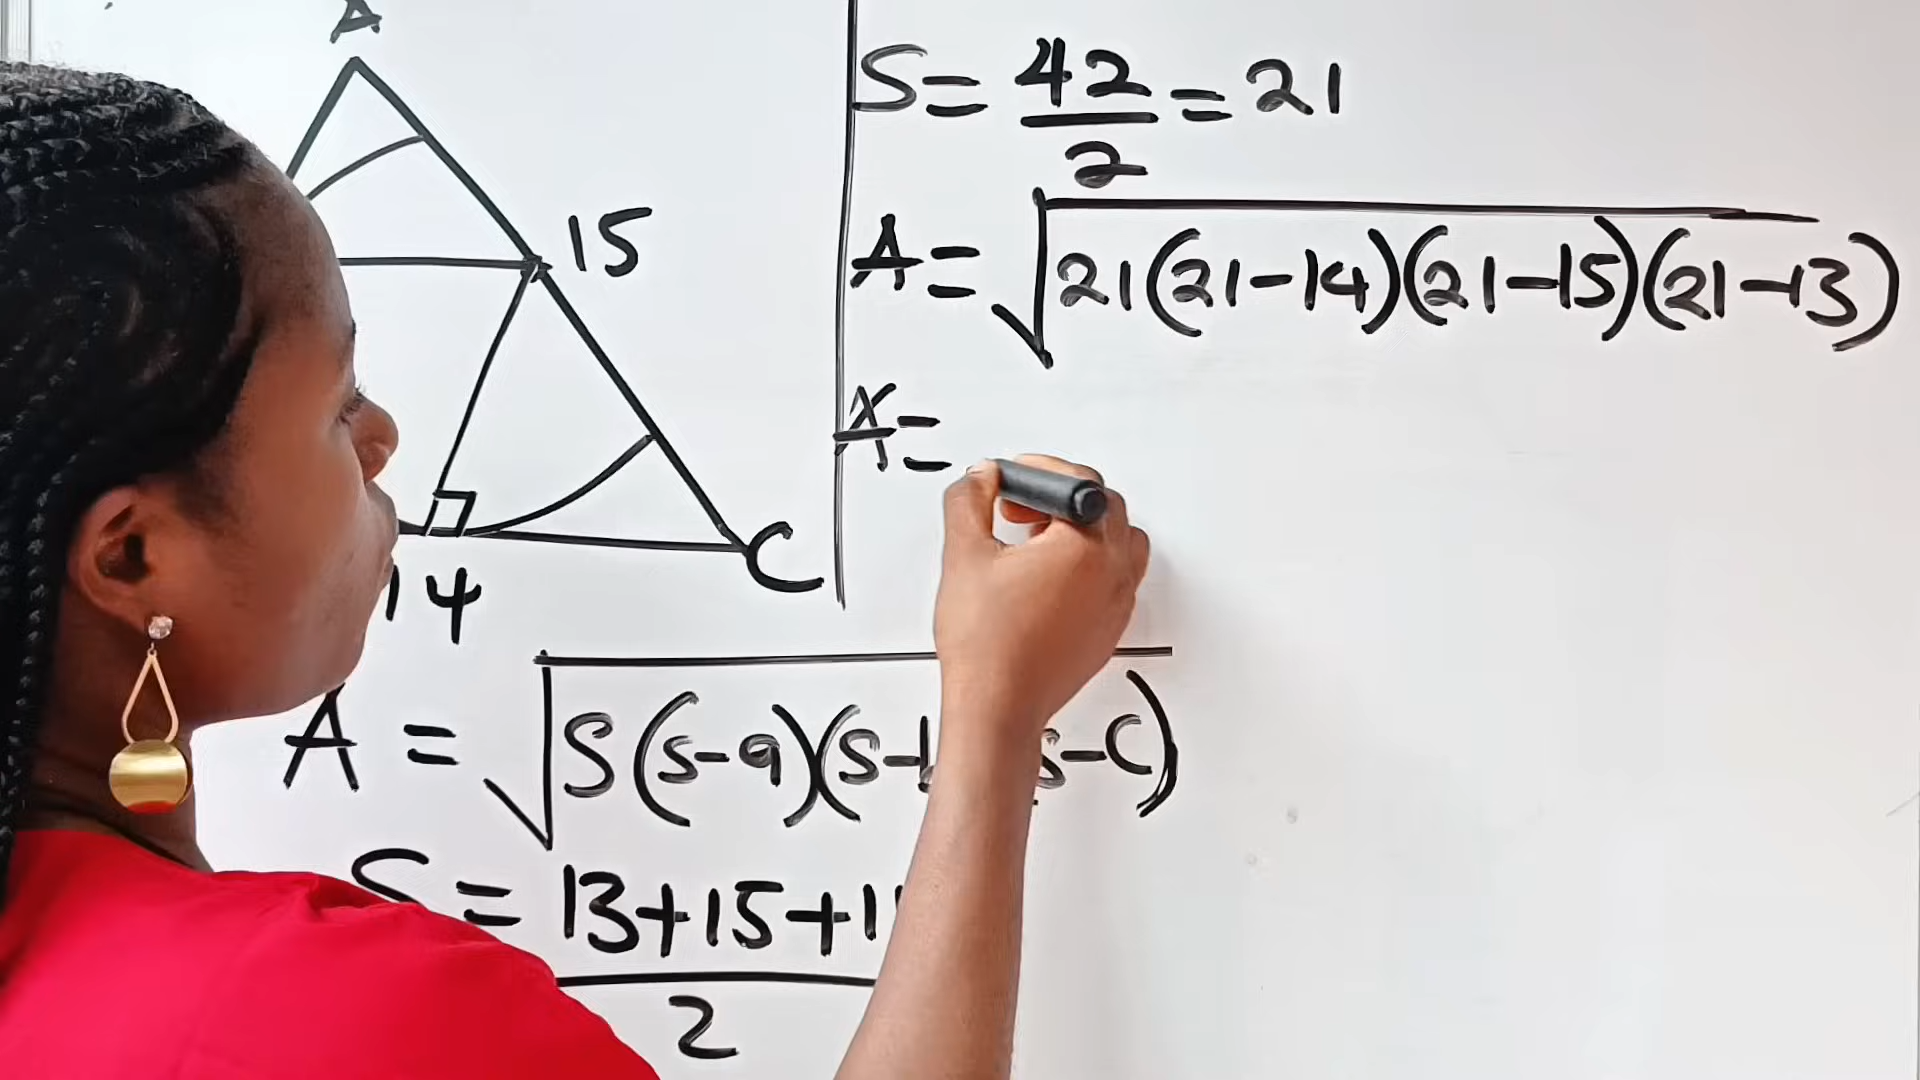 A
15
C
14
A = √S(s-a)(s-b)(s-c)
S = 13+15+1
2
S = 42/2 = 21
A = √21(21-14)(21-15)(21-13)
A =